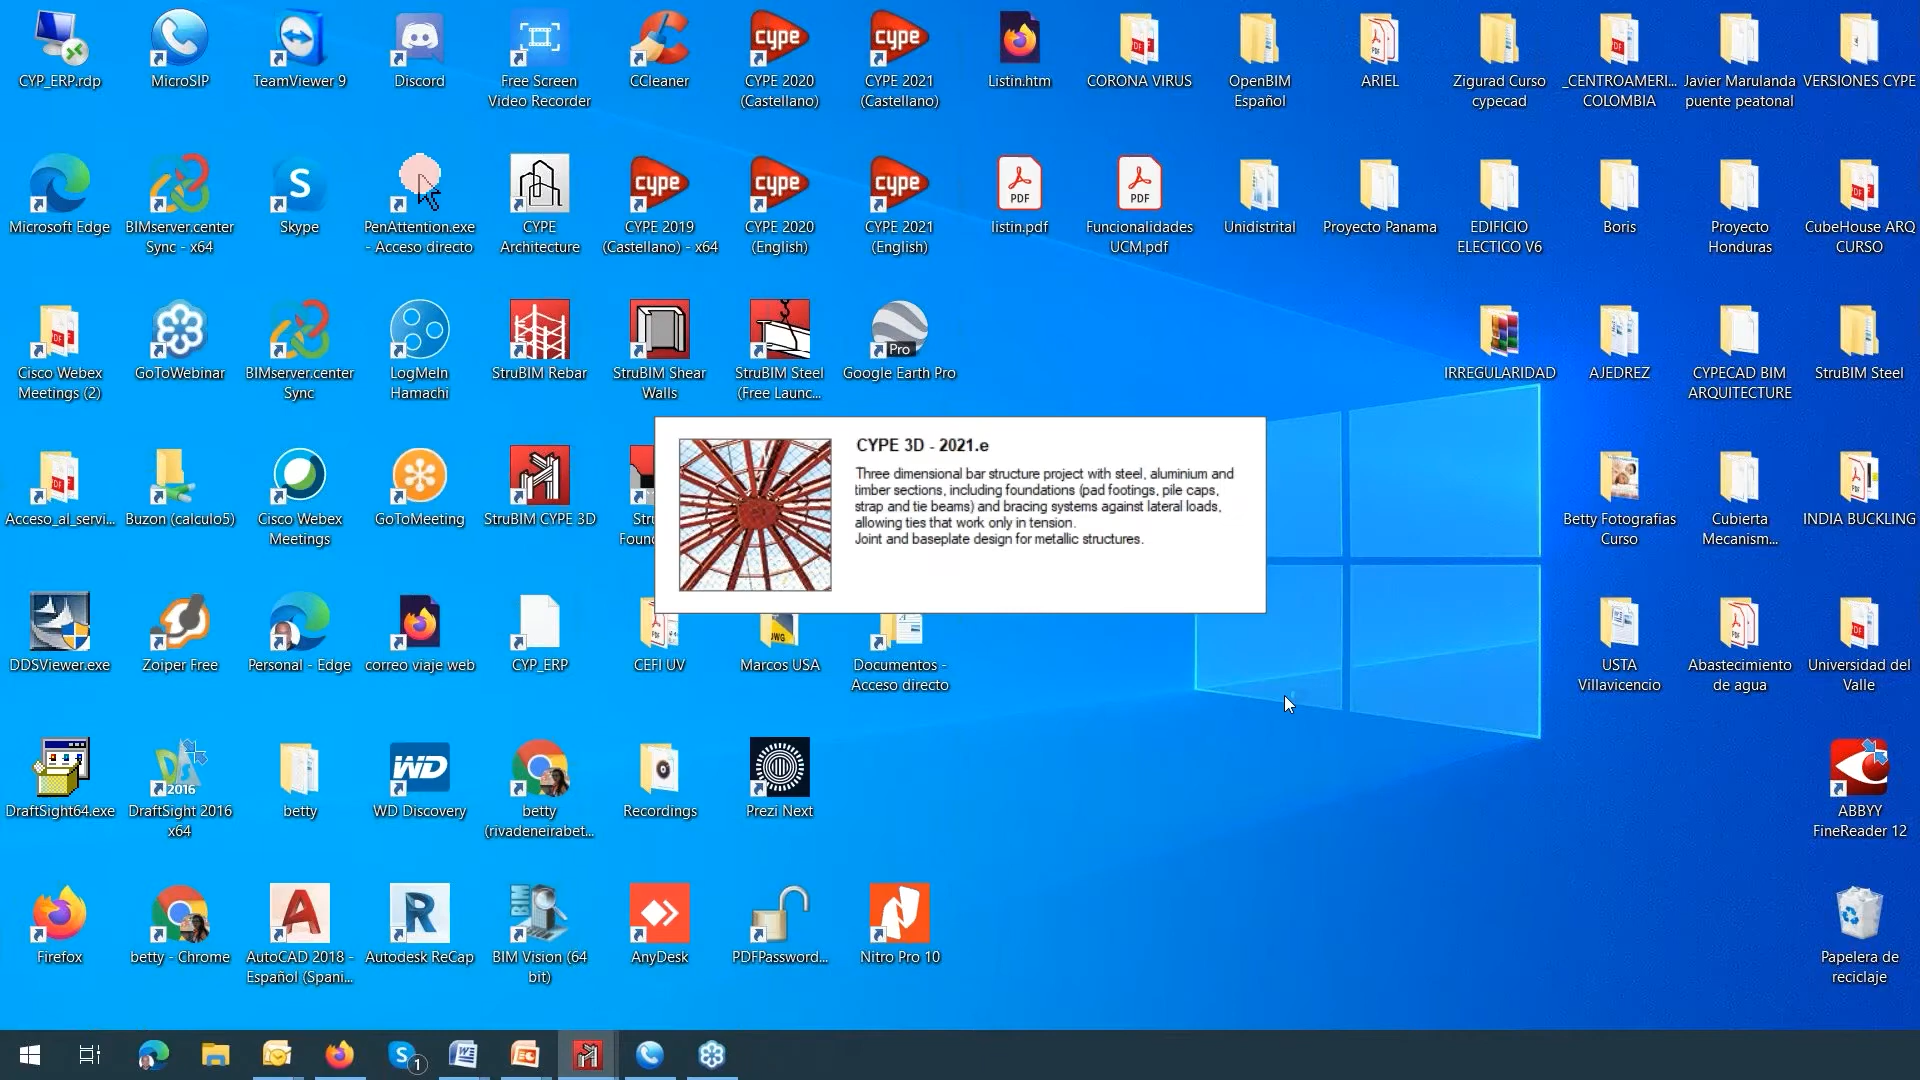 CYP_ERP.rdp
MicroSIP
TeamViewer 9
Discord
Free Screen
Video Recorder
CCleaner
CYPE 2020
(Castellano)
CYPE 2021
(Castellano)
Listin.htm
CORONA VIRUS
OpenBIM
Español
ARIEL
Zigurad Curso
cypecad
_CENTROAMERI...
COLOMBIA
Javier Marulanda
puente peatonal
VERSIONES CYPE
Microsoft Edge
BIMserver.center
Sync - x64
Skype
PenAttention.exe
- Acceso directo
CYPE
Architecture
CYPE 2019
(Castellano) - x64
CYPE 2020
(English)
CYPE 2021
(English)
listin.pdf
Funcionalidades
UCM.pdf
Unidistrital
Proyecto Panama
EDIFICIO
ELECTICO V6
Boris
Proyecto
Honduras
CubeHouse ARQ
CURSO
Cisco Webex
Meetings (2)
GoToWebinar
BIMserver.center
Sync
LogMeIn
Hamachi
StruBIM Rebar
StruBIM Shear
Walls
StruBIM Steel
(Free Launc...
Pro
Google Earth Pro
IRREGULARIDAD
AJEDREZ
CYPECAD BIM
ARQUITECTURE
StruBIM Steel
CYPE 3D - 2021.e
Three dimensional bar structure project with steel, aluminium and
timber sections, including foundations (pad footings, pile caps,
strap and tie beams) and bracing systems against lateral loads,
allowing ties that work only in tension.
Joint and baseplate design for metallic structures.
Acceso_al_servi...
Buzon (calculo5)
Cisco Webex
Meetings
GoToMeeting
StruBIM CYPE 3D
Stru
Foun
Betty Fotografias
Curso
Cubierta
Mecanism...
INDIA BUCKLING
DDSViewer.exe
Zoiper Free
Personal - Edge
correo viaje web
CYP_ERP
CEFI UV
Marcos USA
Documentos -
Acceso directo
USTA
Villavicencio
Abastecimiento
de agua
Universidad del
Valle
DraftSight64.exe
2016
DraftSight 2016
x64
betty
WD
WD Discovery
betty
(rivadeneirabet...
Recordings
Prezi Next
ABBYY
FineReader 12
Firefox
betty - Chrome
AutoCAD 2018 -
Español (Spani...
Autodesk ReCap
BIM
BIM Vision (64
bit)
AnyDesk
PDFPassword...
Nitro Pro 10
Papelera de
reciclaje
1